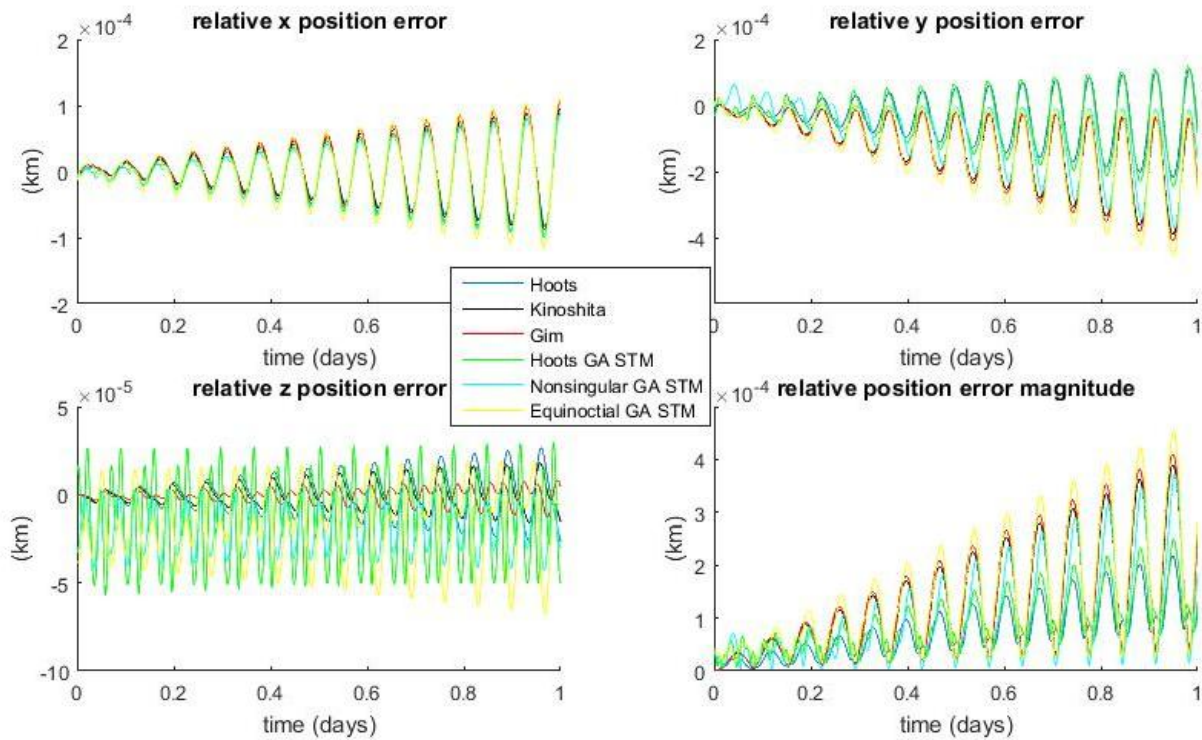 relative x position error
×10⁻⁴
2
1
0
-1
-2
(km)
0 0.2 0.4 0.6 0.8 1
time (days)
relative y position error
×10⁻⁴
2
0
-2
-4
(km)
0 0.2 0.4 0.6 0.8 1
time (days)
Hoots
Kinoshita
Gim
Hoots GA STM
Nonsingular GA STM
Equinoctial GA STM
relative z position error
×10⁻⁵
5
0
-5
-10
(km)
0 0.2 0.4 0.6 0.8 1
time (days)
relative position error magnitude
×10⁻⁴
4
3
2
1
0
(km)
0 0.2 0.4 0.6 0.8 1
time (days)